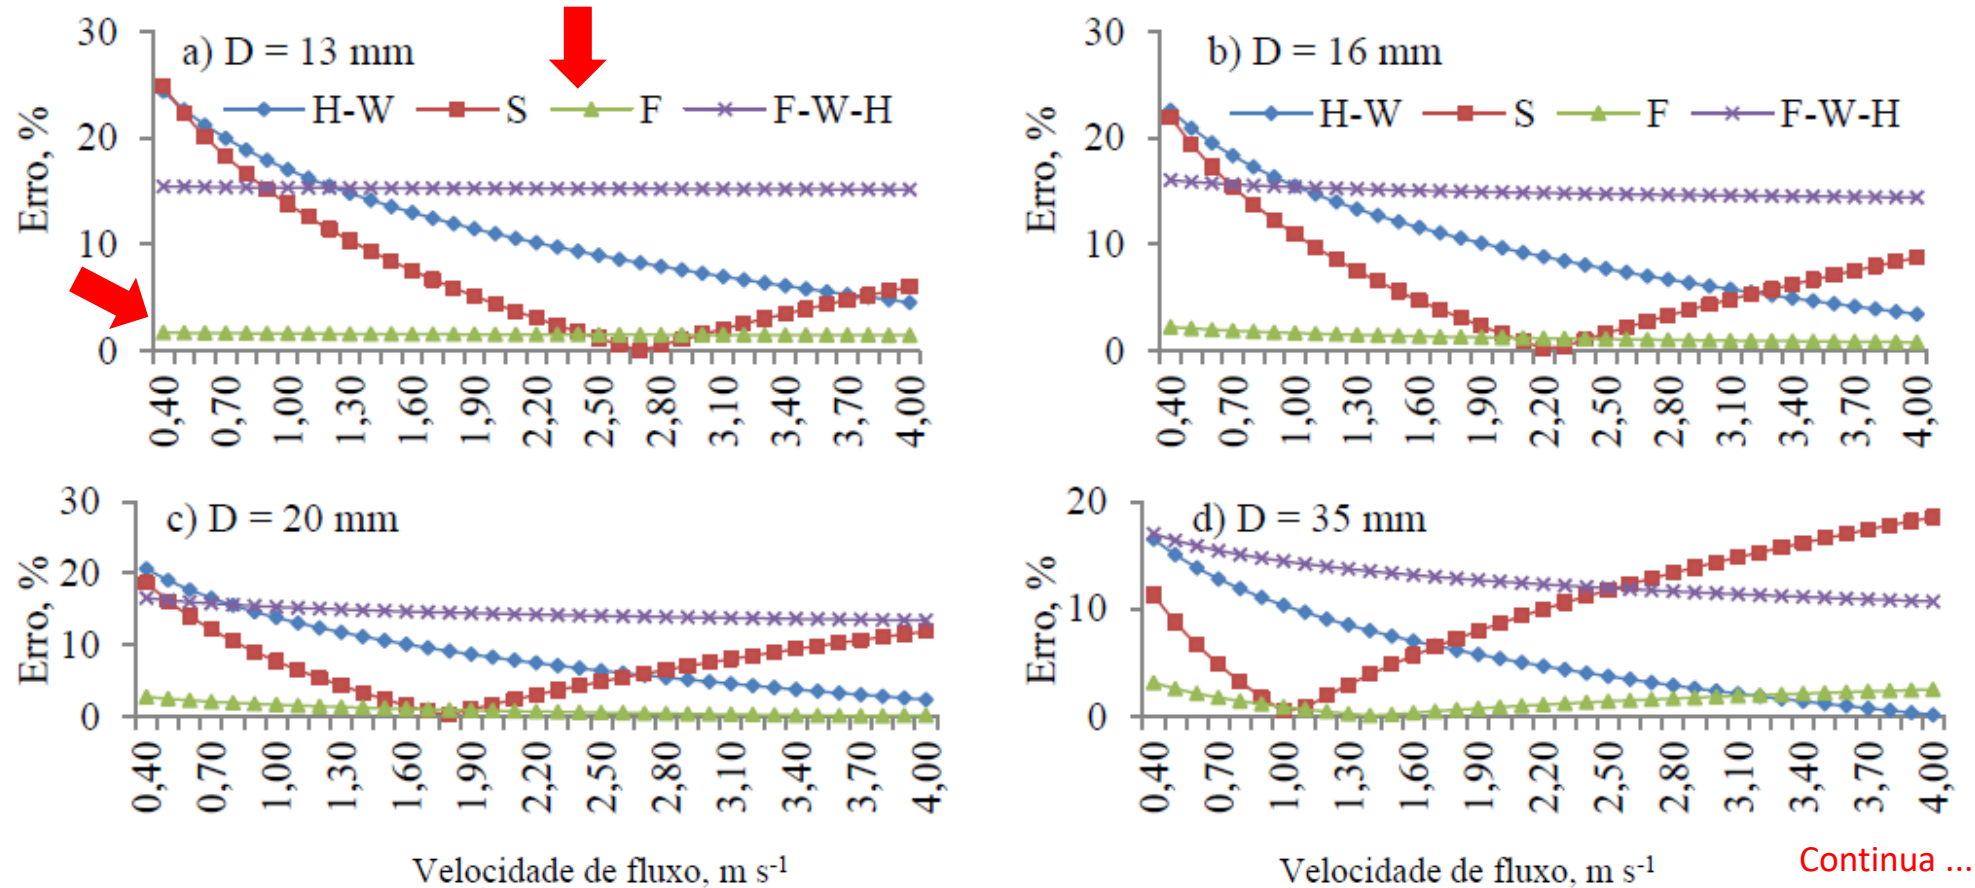 a) D = 13 mm
H-W S F F-W-H
Erro, %
30
20
10
0
0,40 0,70 1,00 1,30 1,60 1,90 2,20 2,50 2,80 3,10 3,40 3,70 4,00
b) D = 16 mm
H-W S F F-W-H
Erro, %
30
20
10
0
0,40 0,70 1,00 1,30 1,60 1,90 2,20 2,50 2,80 3,10 3,40 3,70 4,00
c) D = 20 mm
Erro, %
30
20
10
0
0,40 0,70 1,00 1,30 1,60 1,90 2,20 2,50 2,80 3,10 3,40 3,70 4,00
Velocidade de fluxo, m s-1
d) D = 35 mm
Erro, %
20
10
0
0,40 0,70 1,00 1,30 1,60 1,90 2,20 2,50 2,80 3,10 3,40 3,70 4,00
Velocidade de fluxo, m s-1
Continua ...